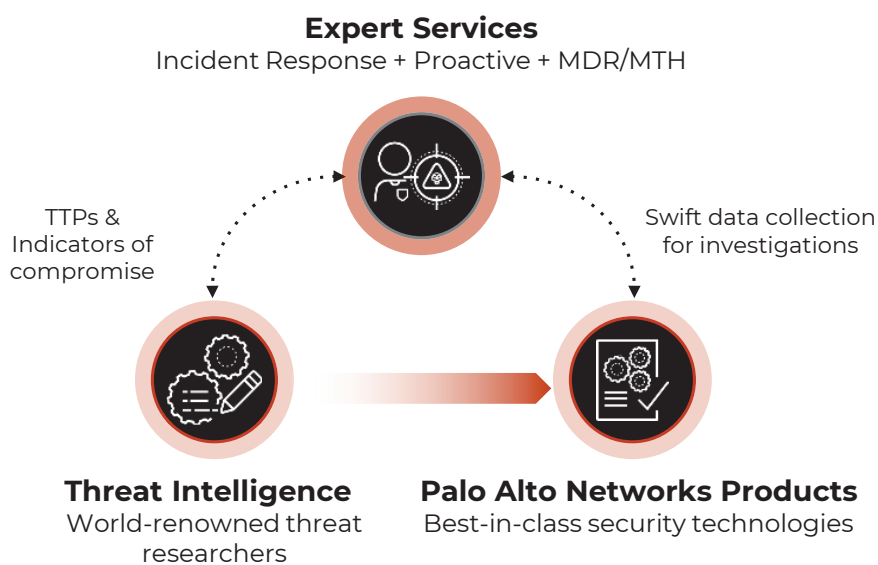 Expert Services
Incident Response + Proactive + MDR/MTH
TTPs &
Indicators of
compromise
Swift data collection
for investigations
Threat Intelligence
World-renowned threat
researchers
Palo Alto Networks Products
Best-in-class security technologies